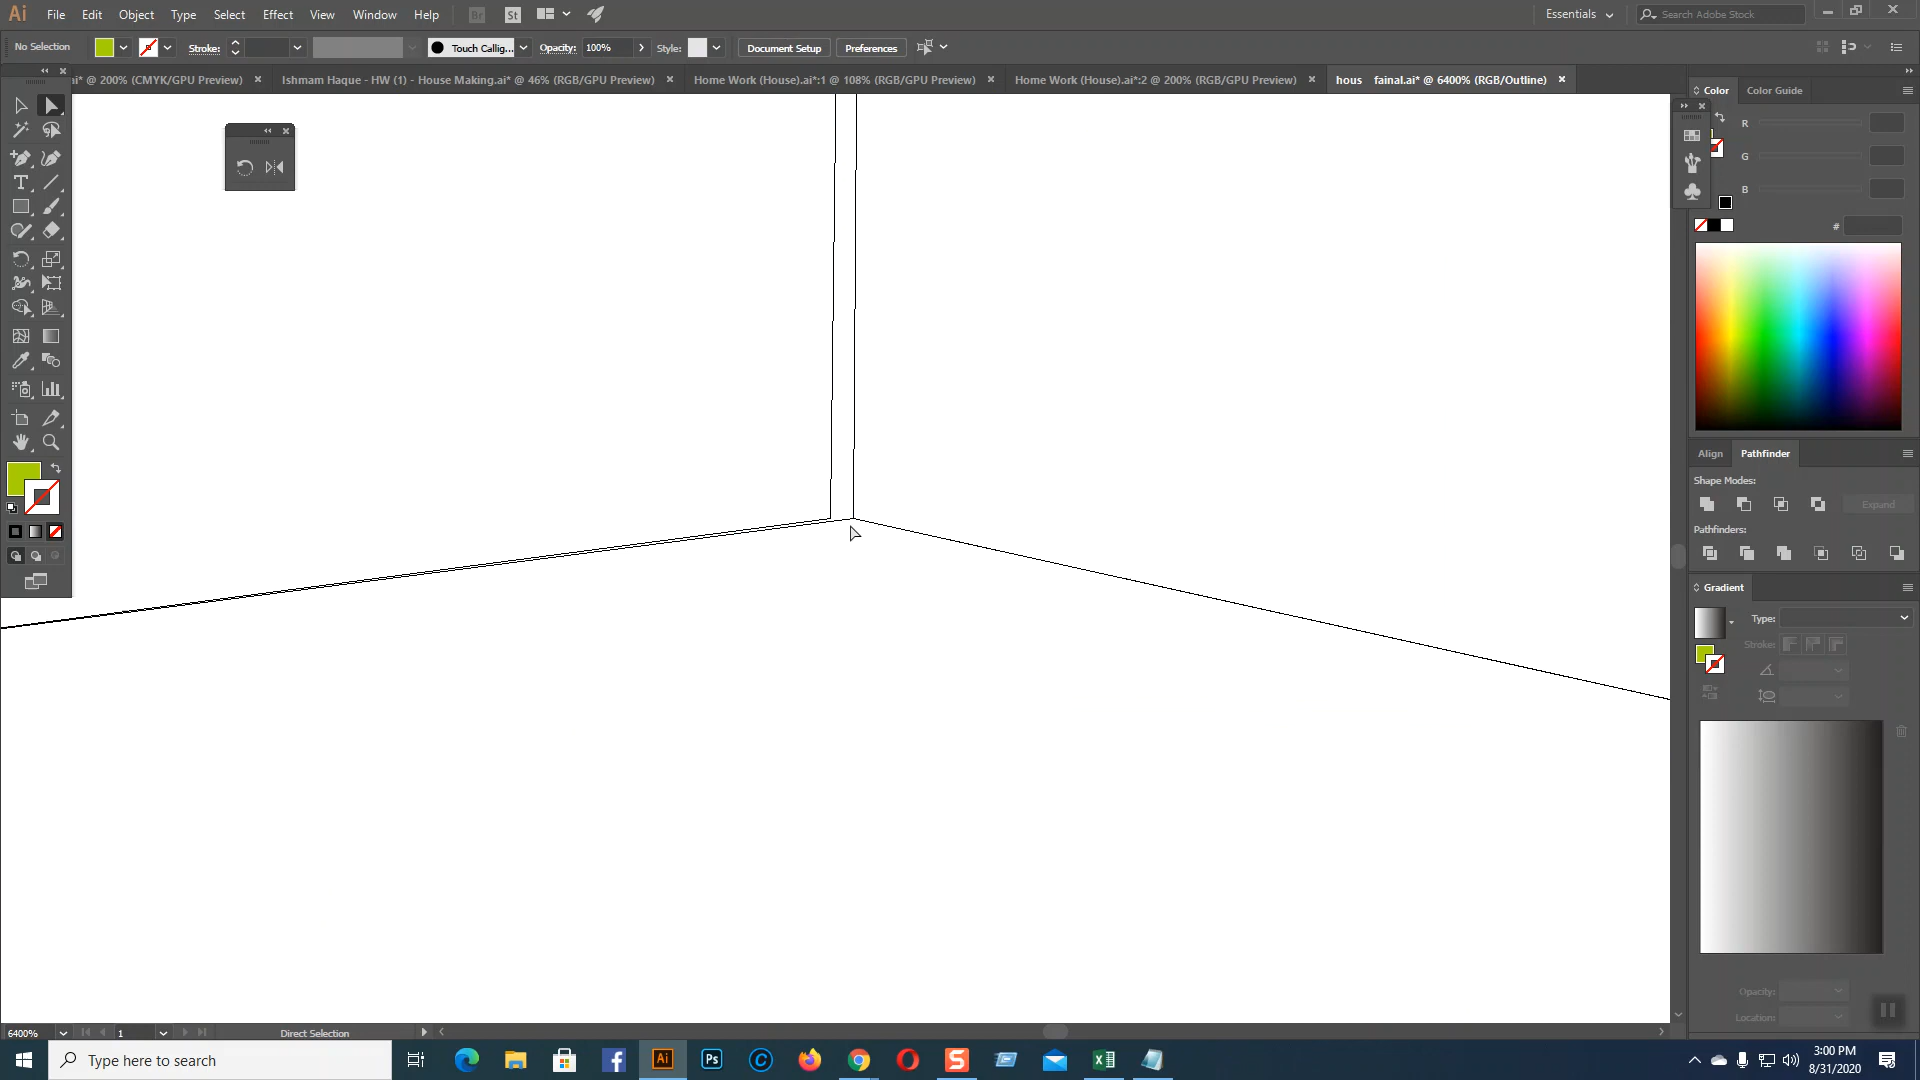 Ai File Edit Object Type Select Effect View Window Help Br St Essentials Search Adobe Stock
No Selection Stroke: Touch Callig... Opacity: 100% Style: Document Setup Preferences
ai* @ 200% (CMYK/GPU Preview) × Ishmam Haque - HW (1) - House Making.ai* @ 46% (RGB/GPU Preview) × Home Work (House).ai*:1 @ 108% (RGB/GPU Preview) × Home Work (House).ai*:2 @ 200% (RGB/GPU Preview) × hous fainal.ai* @ 6400% (RGB/Outline) ×
Color Color Guide
R
G
B
#
Align Pathfinder
Shape Modes:
Expand
Pathfinders:
Gradient
Type:
Stroke:
Opacity:
Location:
6400% 1 Direct Selection
Type here to search
Ai Ps
3:00 PM
8/31/2020